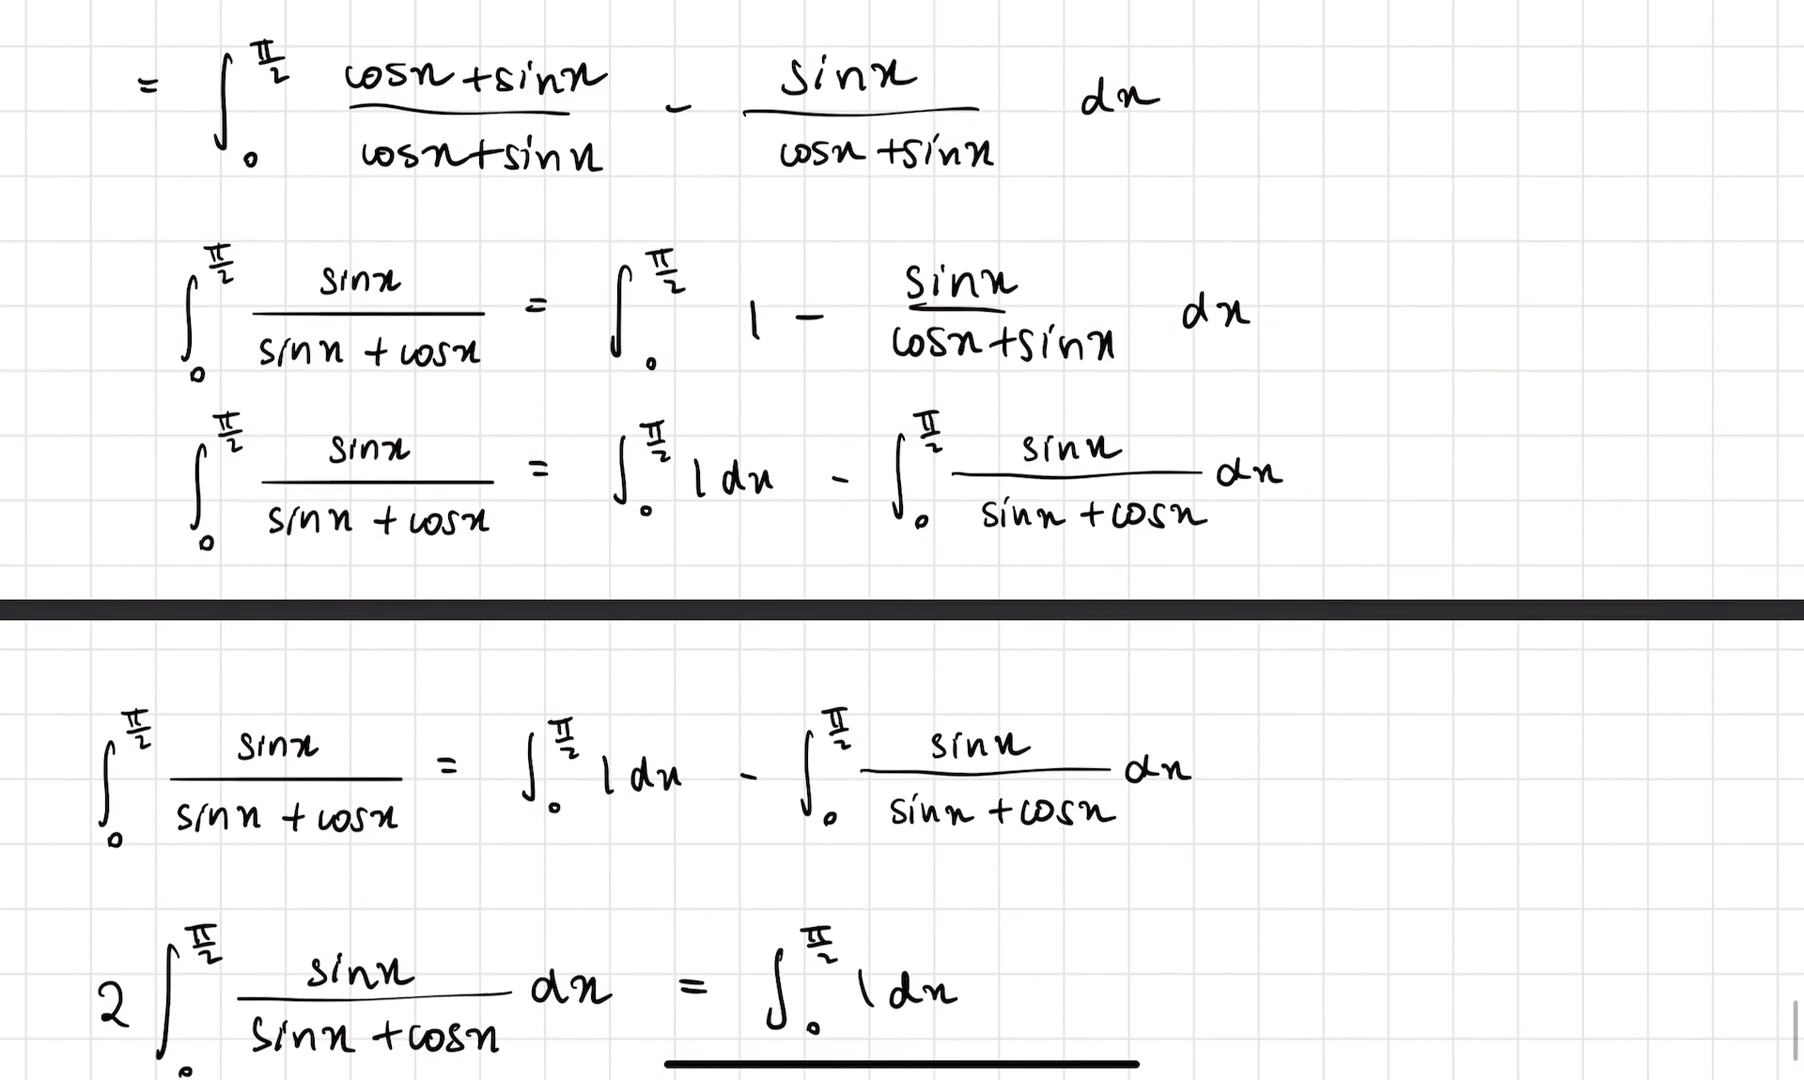 = ∫₀^(π/2) (cosx+sinx)/(cosx+sinx) - sinx/(cosx+sinx) dx
∫₀^(π/2) sinx/(sinx+cosx) = ∫₀^(π/2) 1 - sinx/(cosx+sinx) dx
∫₀^(π/2) sinx/(sinx+cosx) = ∫₀^(π/2) 1 dx - ∫₀^(π/2) sinx/(sinx+cosx) dx
∫₀^(π/2) sinx/(sinx+cosx) = ∫₀^(π/2) 1 dx - ∫₀^(π/2) sinx/(sinx+cosx) dx
2 ∫₀^(π/2) sinx/(sinx+cosx) dx = ∫₀^(π/2) 1 dx